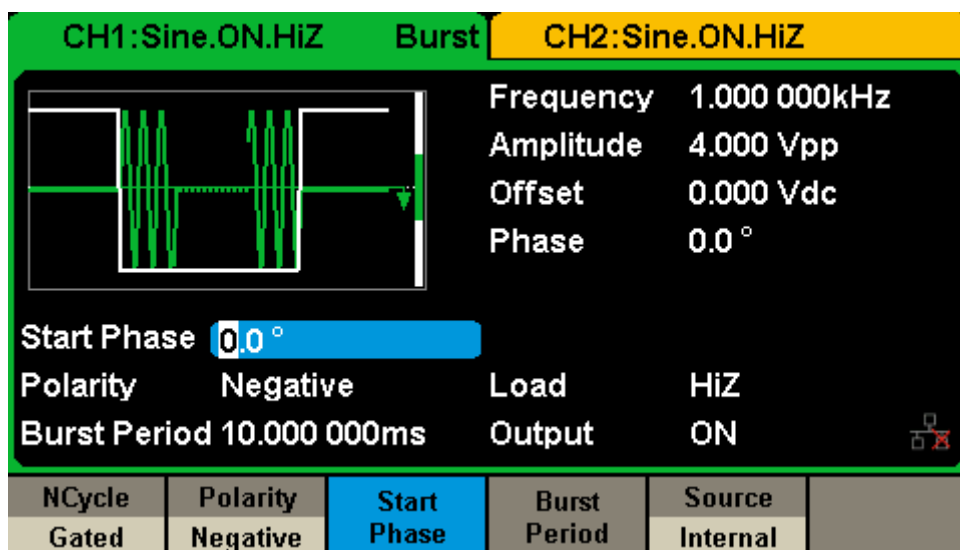 CH1:Sine.ON.HiZ Burst CH2:Sine.ON.HiZ
Frequency 1.000 000kHz
Amplitude 4.000 Vpp
Offset 0.000 Vdc
Phase 0.0 °
Start Phase 0.0 °
Polarity Negative Load HiZ
Burst Period 10.000 000ms Output ON
NCycle Polarity Start Burst Source
Gated Negative Phase Period Internal